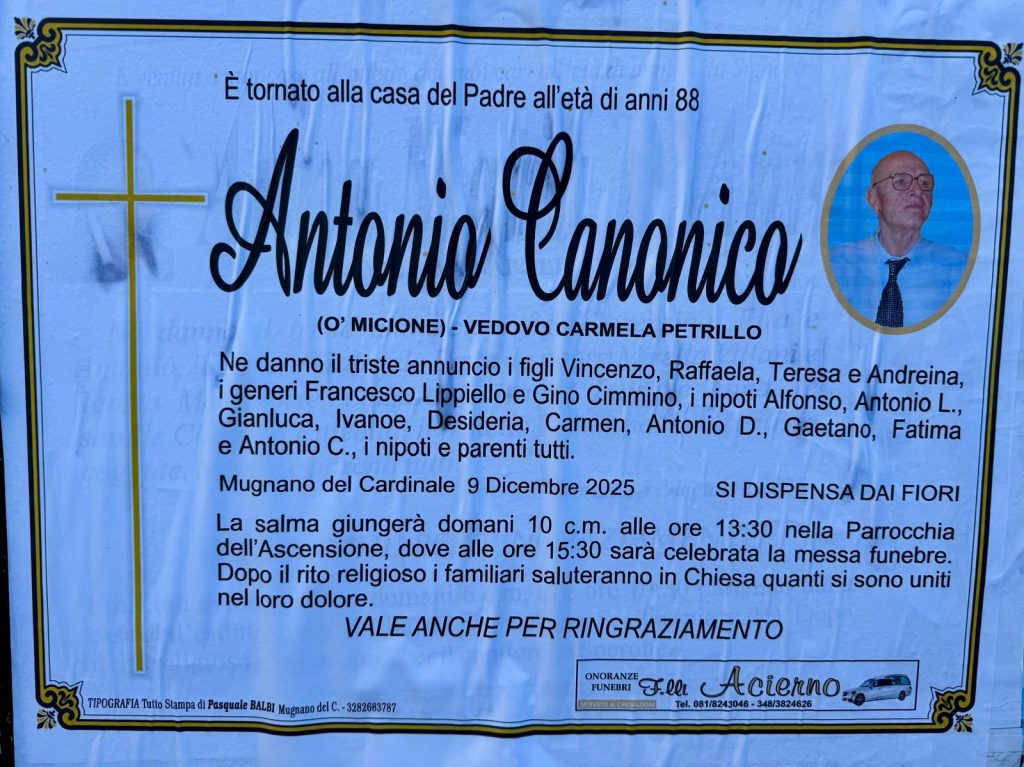 È tornato alla casa del Padre all'età di anni 88
Antonio Canonico
(O' MICIONE) - VEDOVO CARMELA PETRILLO
Ne danno il triste annuncio i figli Vincenzo, Raffaela, Teresa e Andreina,
i generi Francesco Lippiello e Gino Cimmino, i nipoti Alfonso, Antonio L.,
Gianluca, Ivanoe, Desideria, Carmen, Antonio D., Gaetano, Fatima
e Antonio C., i nipoti e parenti tutti.
Mugnano del Cardinale 9 Dicembre 2025 SI DISPENSA DAI FIORI
La salma giungerà domani 10 c.m. alle ore 13:30 nella Parrocchia
dell'Ascensione, dove alle ore 15:30 sarà celebrata la messa funebre.
Dopo il rito religioso i familiari saluteranno in Chiesa quanti si sono uniti
nel loro dolore.
VALE ANCHE PER RINGRAZIAMENTO
TIPOGRAFIA Tutto Stampa di Pasquale BALBI Mugnano del C. - 3282683787
ONORANZE
FUNEBRI
F.lli Acierno
SERVIZIO di CREMAZIONI
Tel. 081/8243046 - 348/3824626